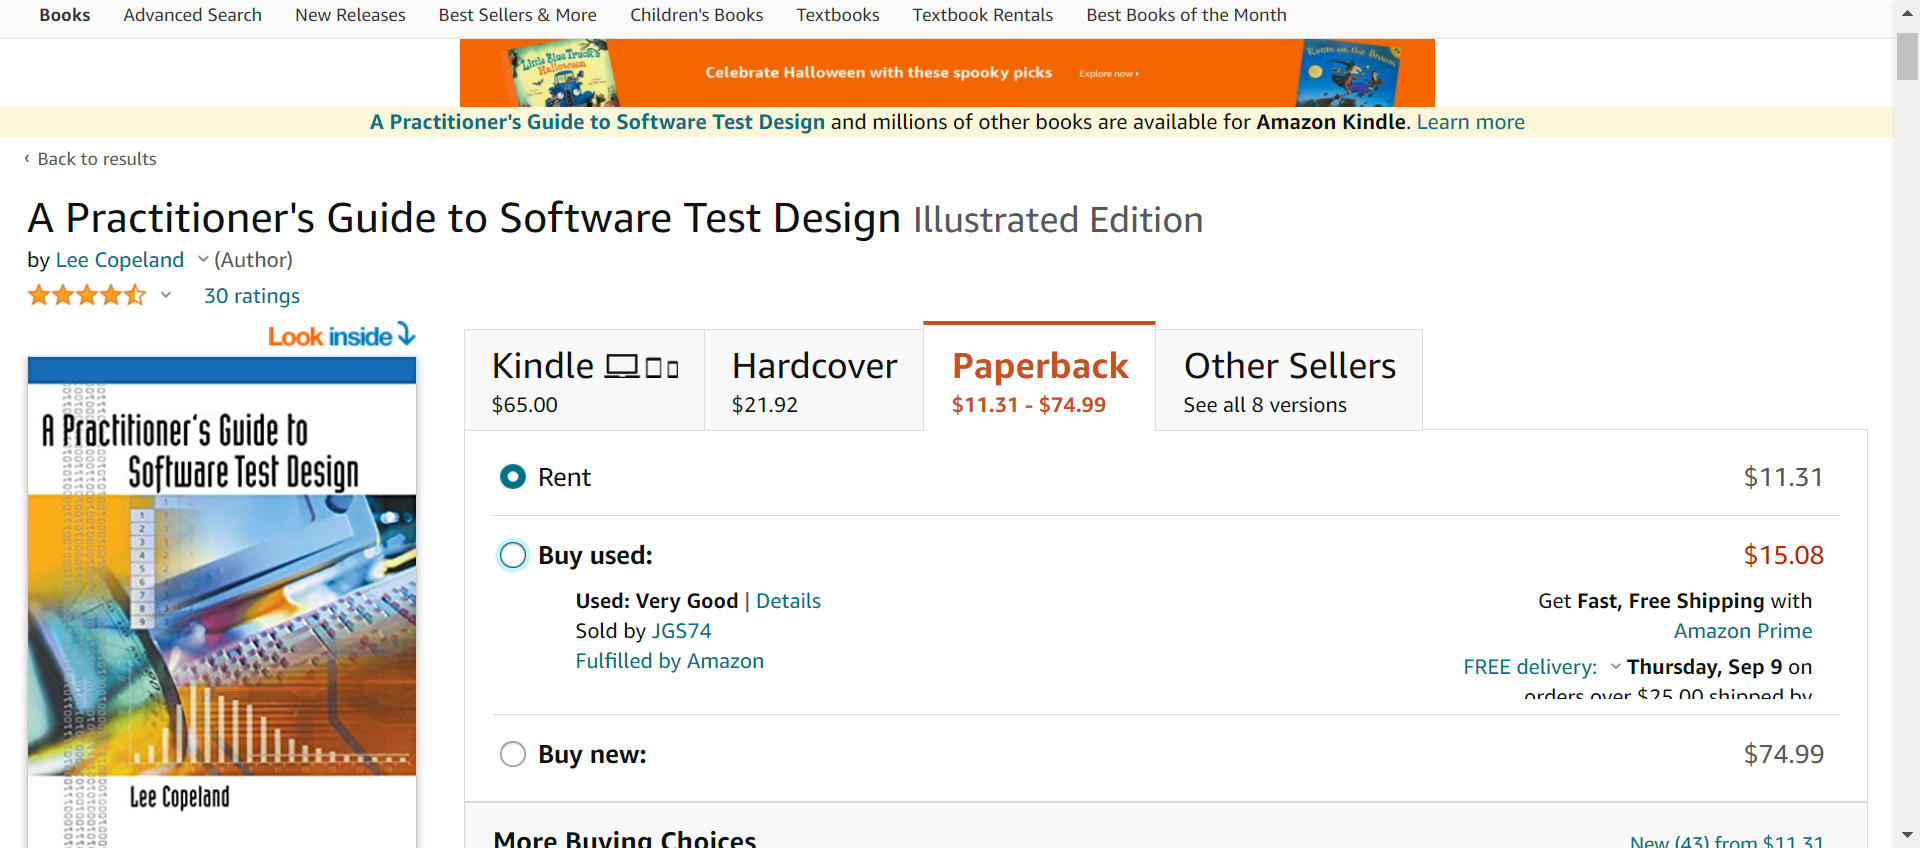 Books Advanced Search New Releases Best Sellers & More Children's Books Textbooks Textbook Rentals Best Books of the Month
Little Blue Truck's Halloween
Celebrate Halloween with these spooky picks Explore now
Room on the Broom
A Practitioner's Guide to Software Test Design and millions of other books are available for Amazon Kindle. Learn more
‹ Back to results
A Practitioner's Guide to Software Test Design Illustrated Edition
by Lee Copeland (Author)
30 ratings
Look inside
A Practitioner's Guide to
Software Test Design
1
2
3
4
5
6
7
8
9
Lee Copeland
Kindle Hardcover Paperback Other Sellers
$65.00 $21.92 $11.31 - $74.99 See all 8 versions
Rent $11.31
Buy used: $15.08
Used: Very Good | Details Get Fast, Free Shipping with
Sold by JGS74 Amazon Prime
Fulfilled by Amazon FREE delivery: Thursday, Sep 9 on
orders over $25.00 shipped by
Buy new: $74.99
More Buying Choices New (43) from $11.31